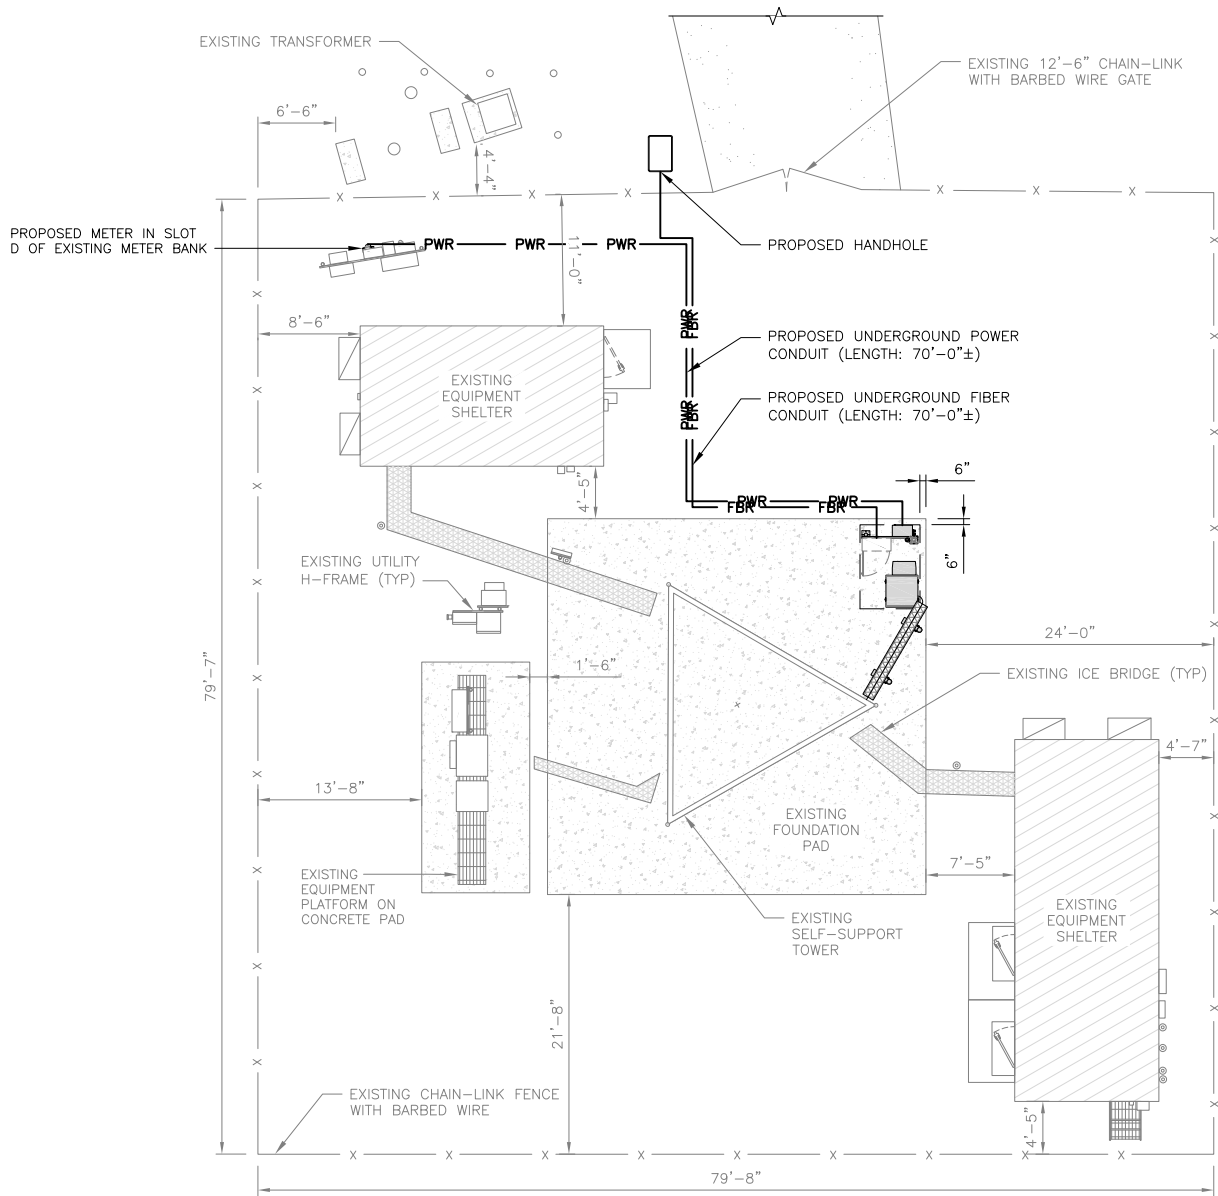 EXISTING TRANSFORMER
EXISTING 12'-6" CHAIN-LINK
WITH BARBED WIRE GATE
6'-6"
4'-4"
X X X X X X X
PROPOSED METER IN SLOT
D OF EXISTING METER BANK
PWR PWR PWR
11'-0"
PROPOSED HANDHOLE
8'-6"
PWR
FBR
PROPOSED UNDERGROUND POWER
CONDUIT (LENGTH: 70'-0"±)
EXISTING
EQUIPMENT
SHELTER
PWR
FBR
PROPOSED UNDERGROUND FIBER
CONDUIT (LENGTH: 70'-0"±)
4'-5"
6"
PWR PWR
FBR FBR
6"
EXISTING UTILITY
H-FRAME (TYP)
79'-7"
1'-6"
24'-0"
EXISTING ICE BRIDGE (TYP)
4'-7"
13'-8"
EXISTING
FOUNDATION
PAD
7'-5"
EXISTING
EQUIPMENT
PLATFORM ON
CONCRETE PAD
EXISTING
SELF-SUPPORT
TOWER
EXISTING
EQUIPMENT
SHELTER
21'-8"
EXISTING CHAIN-LINK FENCE
WITH BARBED WIRE
4'-5"
X X X X X X X X X
79'-8"